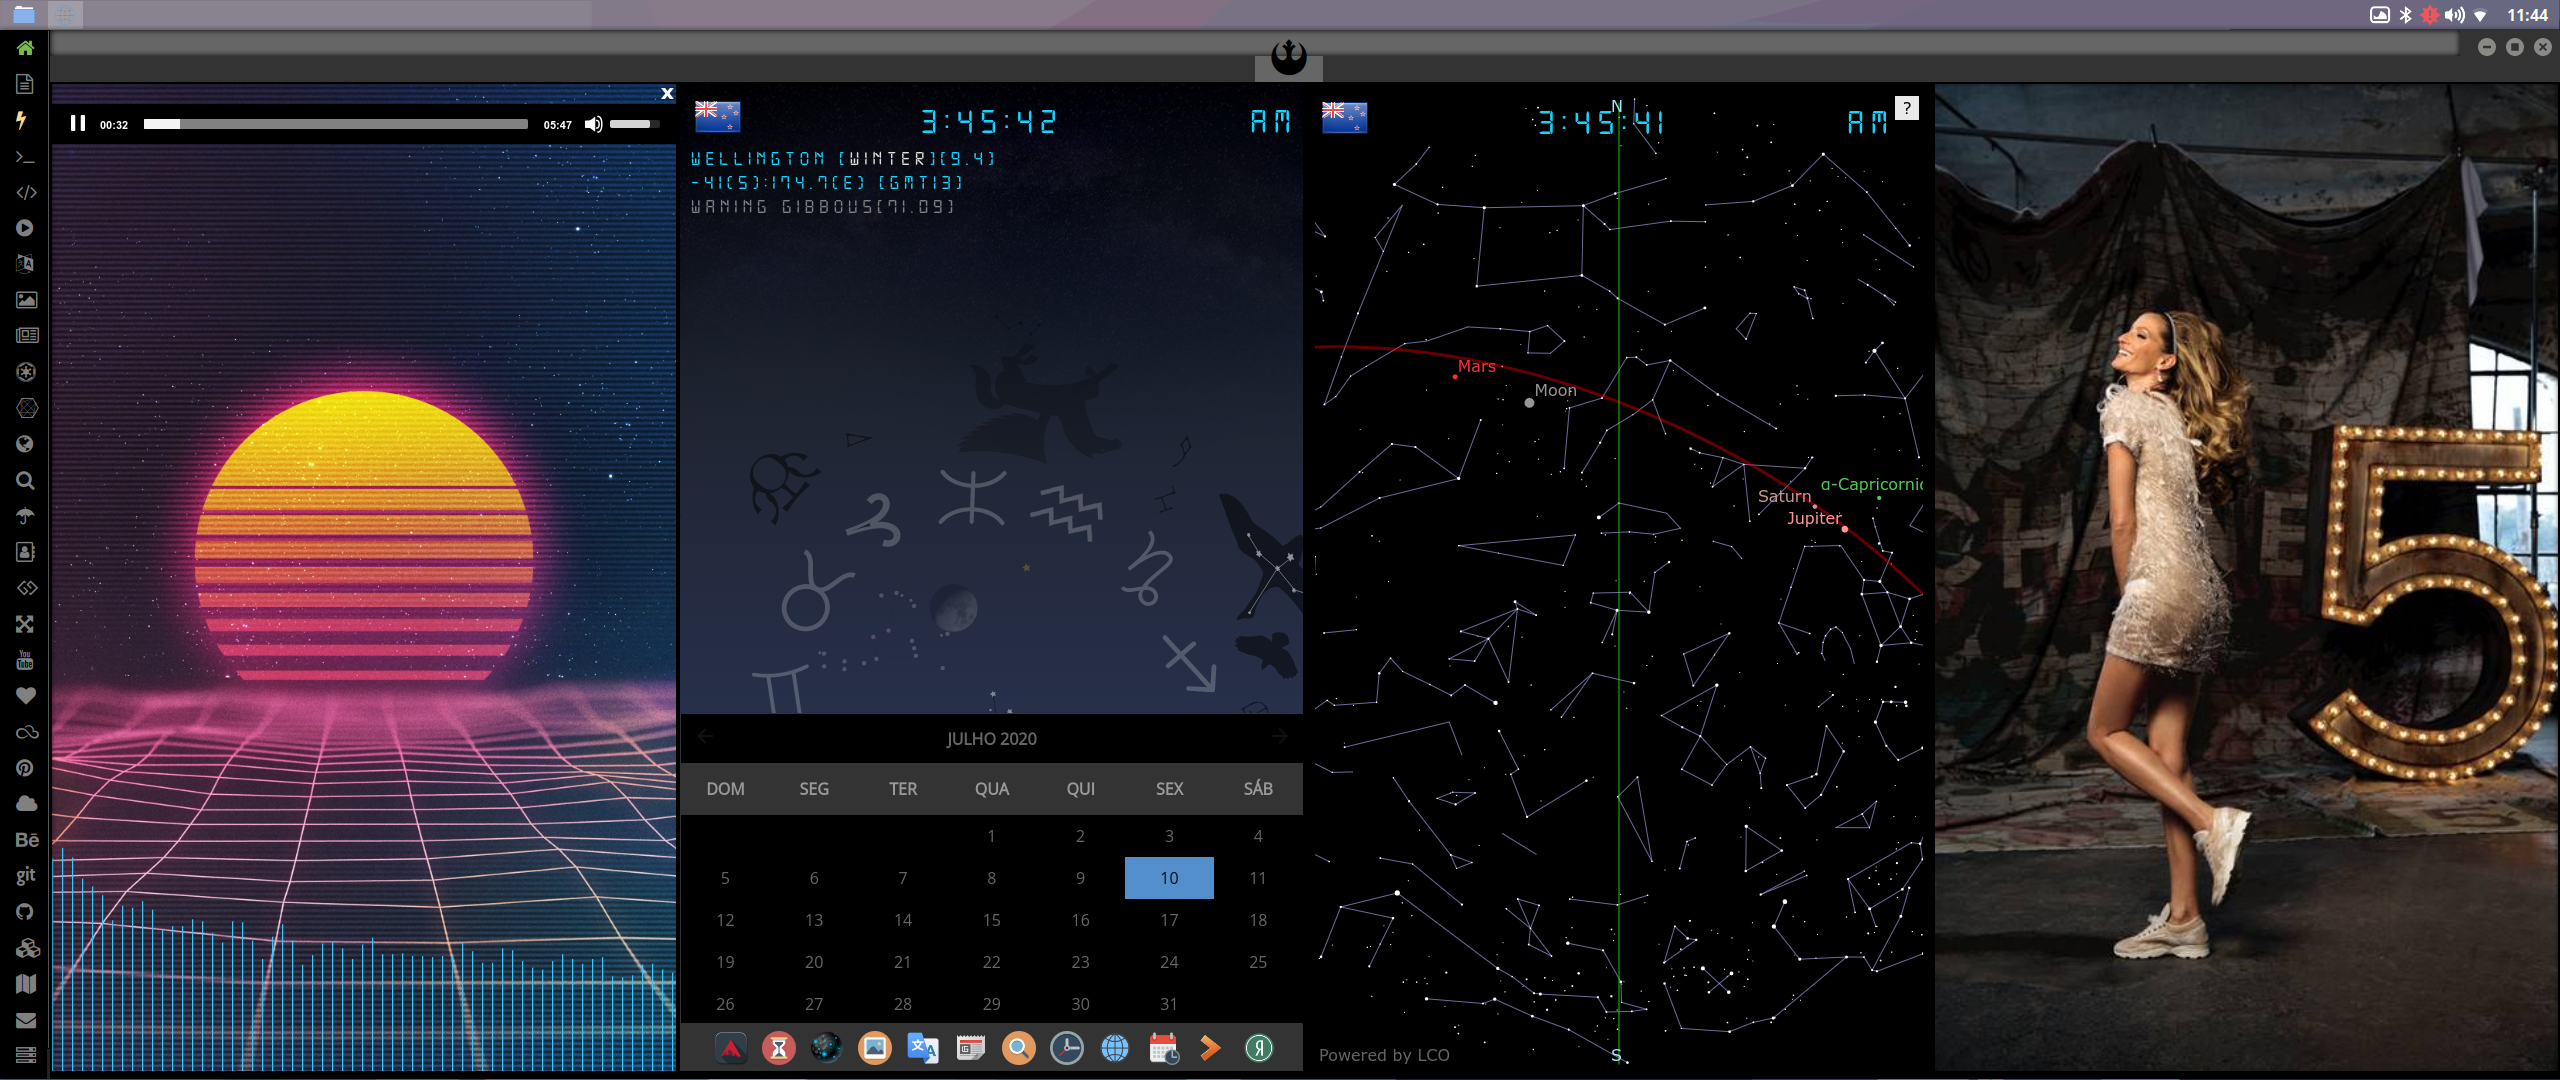 11:44
x
00:32
05:47
3:45:42 AM
WELLINGTON [WINTER][9.4]
-41(S):174.7(E) [GMT13]
WANING GIBBOUS[71.09]
JULHO 2020
DOM SEG TER QUA QUI SEX SÁB
1 2 3 4
5 6 7 8 9 10 11
12 13 14 15 16 17 18
19 20 21 22 23 24 25
26 27 28 29 30 31
3:45:41 AM
?
N
Mars
Moon
α-Capricornic
Saturn
Jupiter
S
Powered by LCO
5
You
Tube
Bē
git